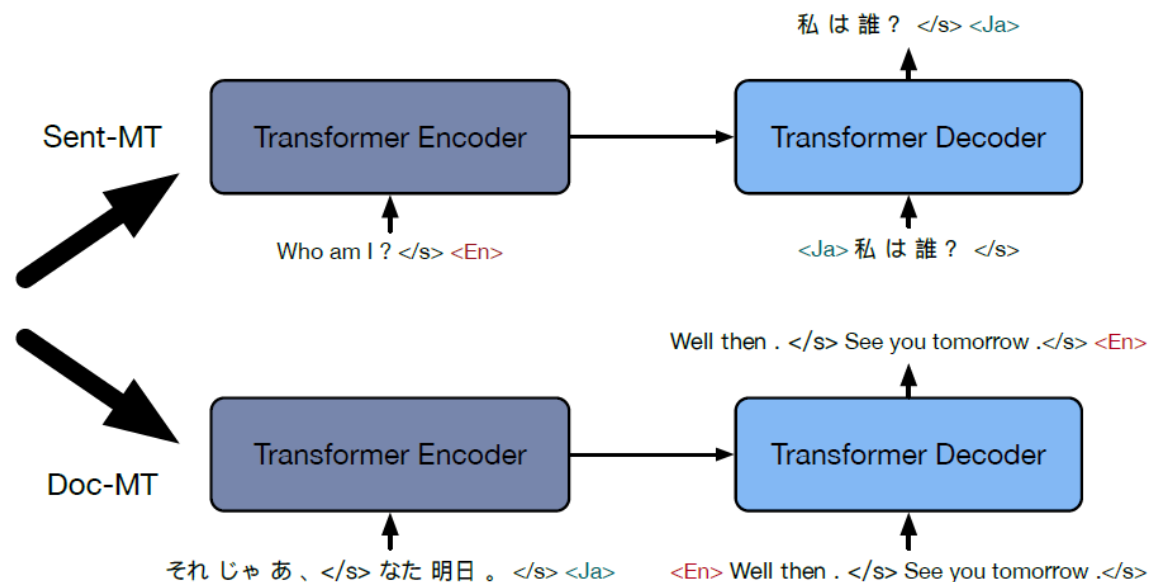 私 は 誰 ? </s> <Ja>
Sent-MT
Transformer Encoder
Transformer Decoder
Who am I ? </s> <En>
<Ja> 私 は 誰 ? </s>
Well then . </s> See you tomorrow .</s> <En>
Transformer Encoder
Transformer Decoder
Doc-MT
それ じゃ あ 、</s> なた 明日 。 </s> <Ja>
<En> Well then . </s> See you tomorrow .</s>